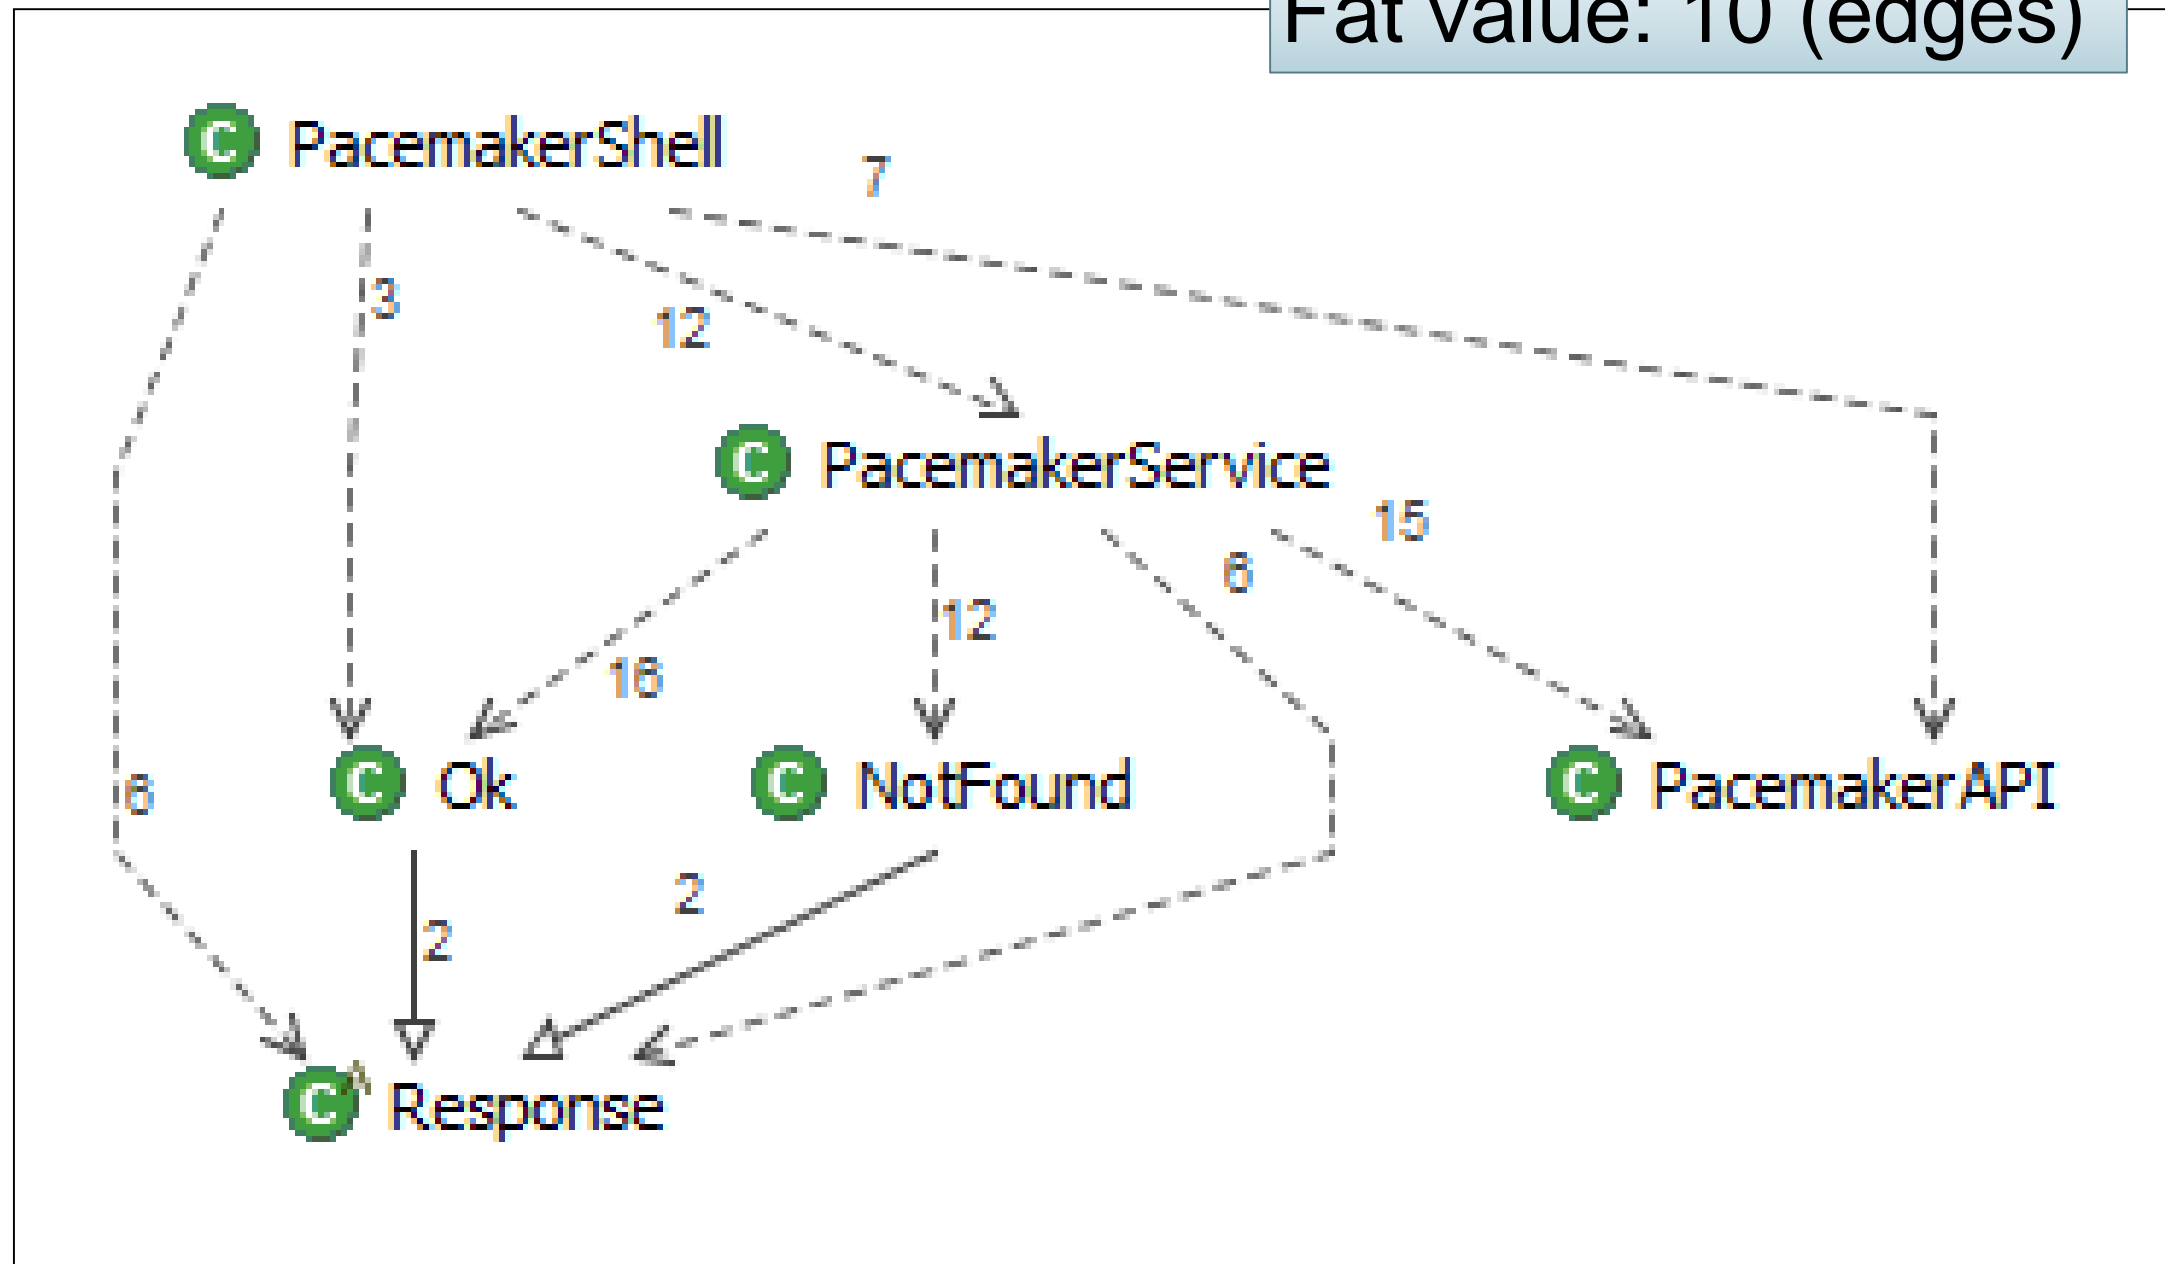 Fat value: 10 (edges)
C PacemakerShell
7
3
12
C PacemakerService
15
6
12
16
C Ok
C NotFound
C PacemakerAPI
6
2
2
C A Response